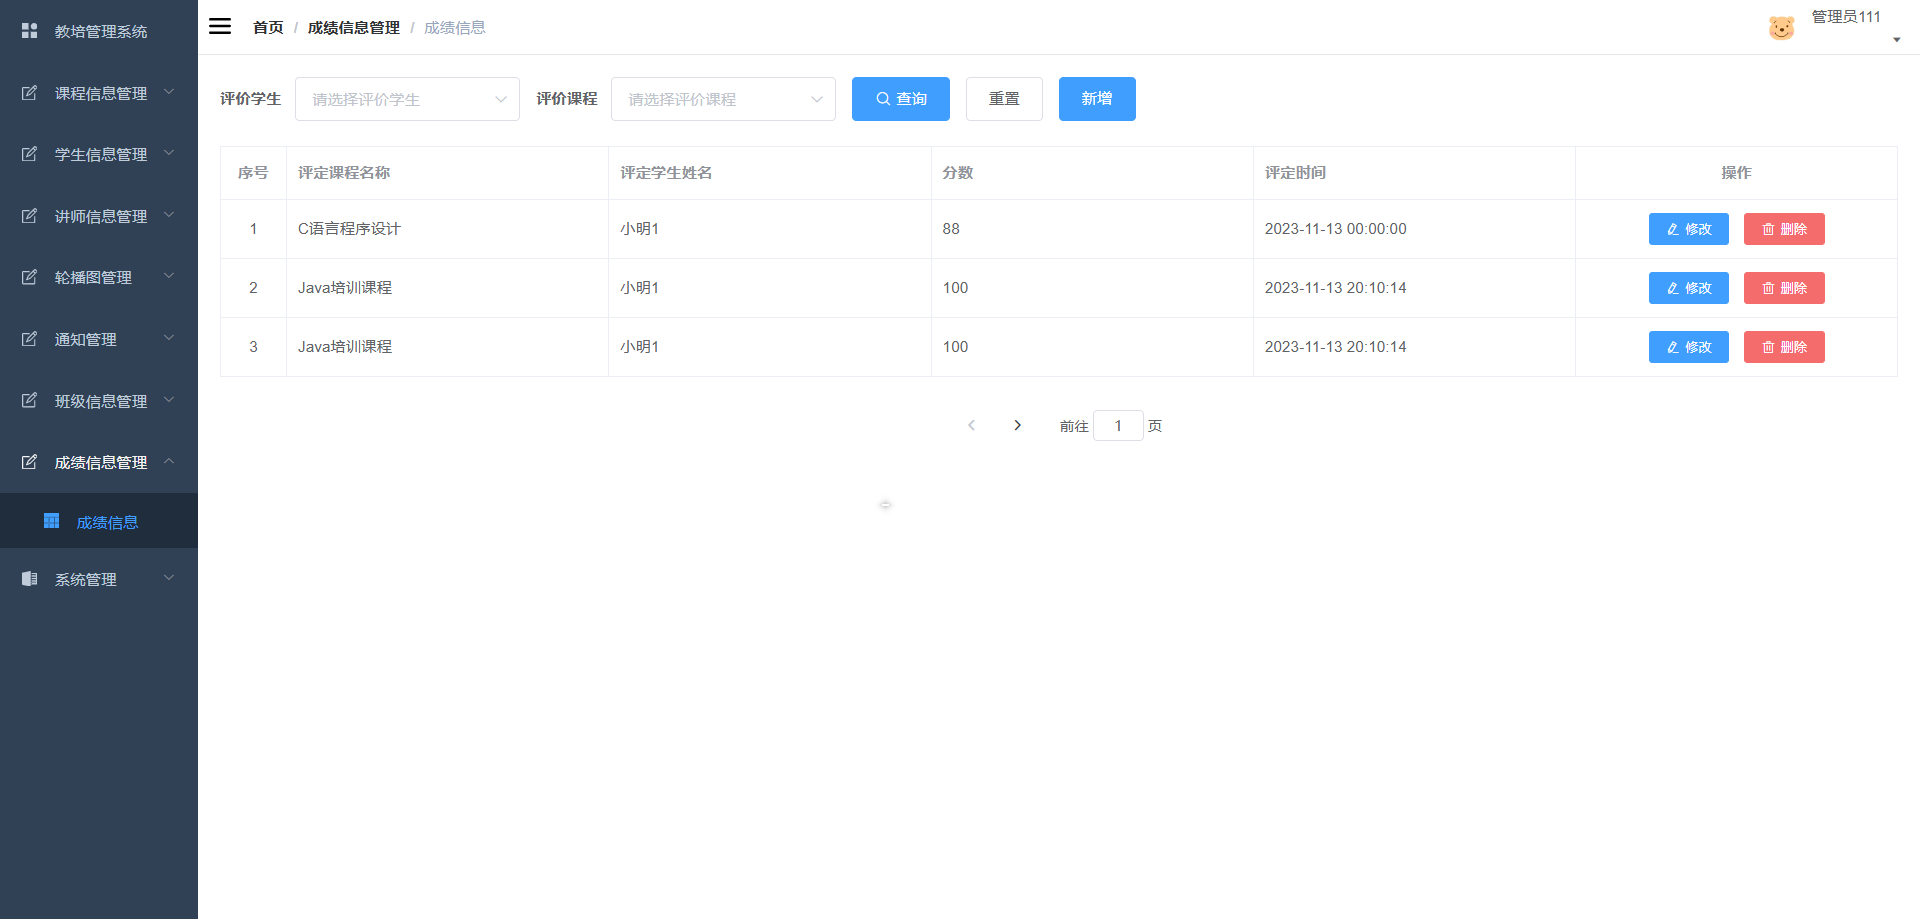 教培管理系统
课程信息管理
学生信息管理
讲师信息管理
轮播图管理
通知管理
班级信息管理
成绩信息管理
成绩信息
系统管理
首页 / 成绩信息管理 / 成绩信息
管理员111
评价学生 请选择评价学生 评价课程 请选择评价课程 查询 重置 新增
序号 评定课程名称 评定学生姓名 分数 评定时间 操作
1 C语言程序设计 小明1 88 2023-11-13 00:00:00 修改 删除
2 Java培训课程 小明1 100 2023-11-13 20:10:14 修改 删除
3 Java培训课程 小明1 100 2023-11-13 20:10:14 修改 删除
前往 1 页